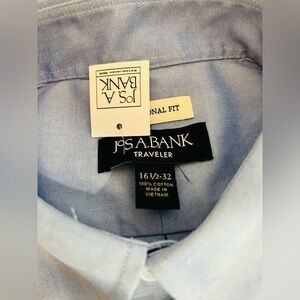 JoS.A.
BANK
ONAL FIT
JoS.A.BANK
TRAVELER
16 1/2-32
100% COTTON
MADE IN
VIETNAM